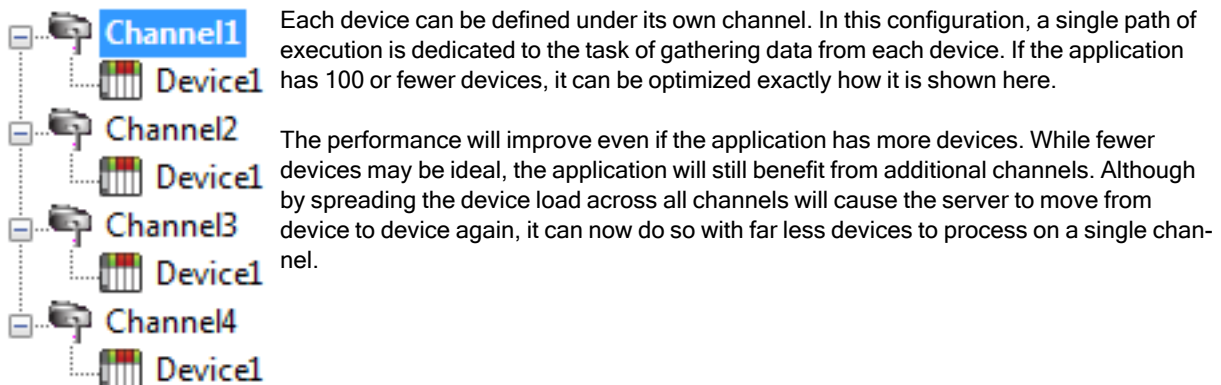 Channel1
Device1
Channel2
Device1
Channel3
Device1
Channel4
Device1
Each device can be defined under its own channel. In this configuration, a single path of
execution is dedicated to the task of gathering data from each device. If the application
has 100 or fewer devices, it can be optimized exactly how it is shown here.
The performance will improve even if the application has more devices. While fewer
devices may be ideal, the application will still benefit from additional channels. Although
by spreading the device load across all channels will cause the server to move from
device to device again, it can now do so with far less devices to process on a single chan-
nel.